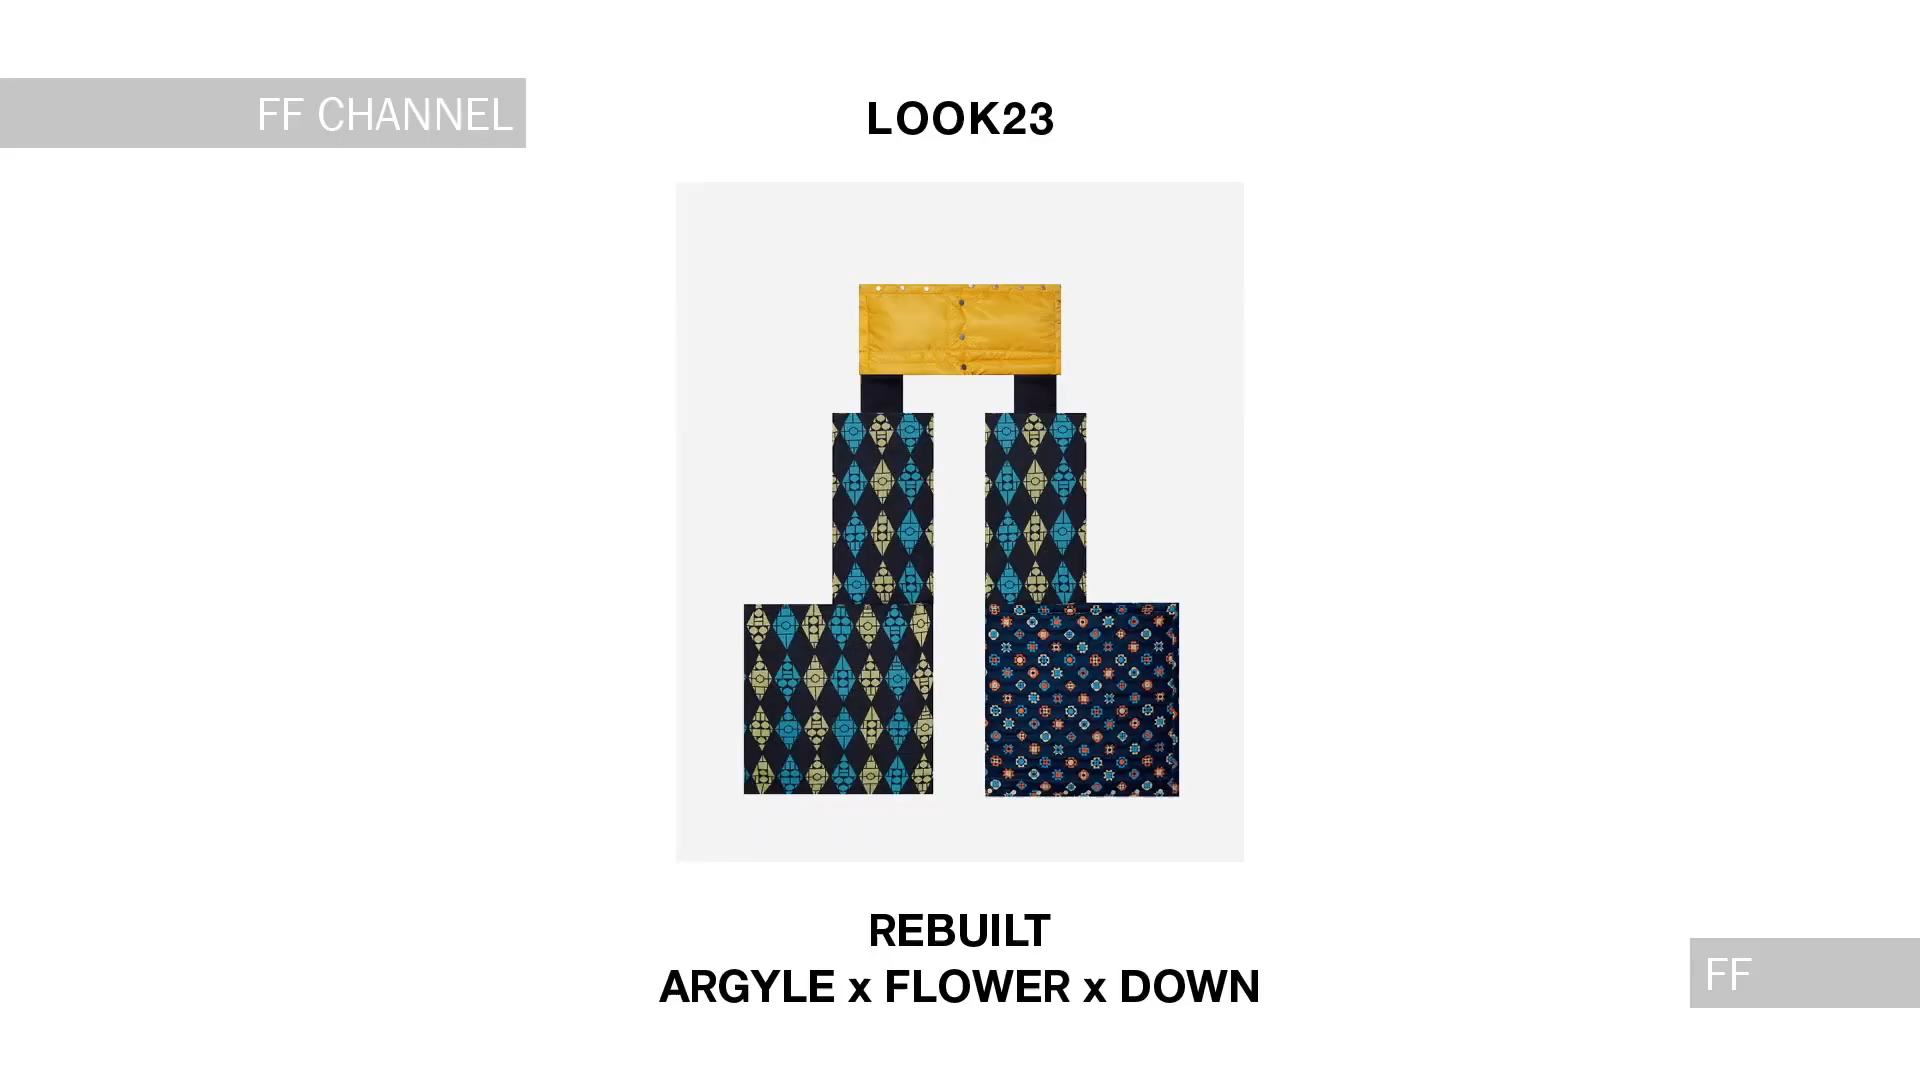 FF CHANNEL
LOOK23
REBUILT
ARGYLE x FLOWER x DOWN
FF